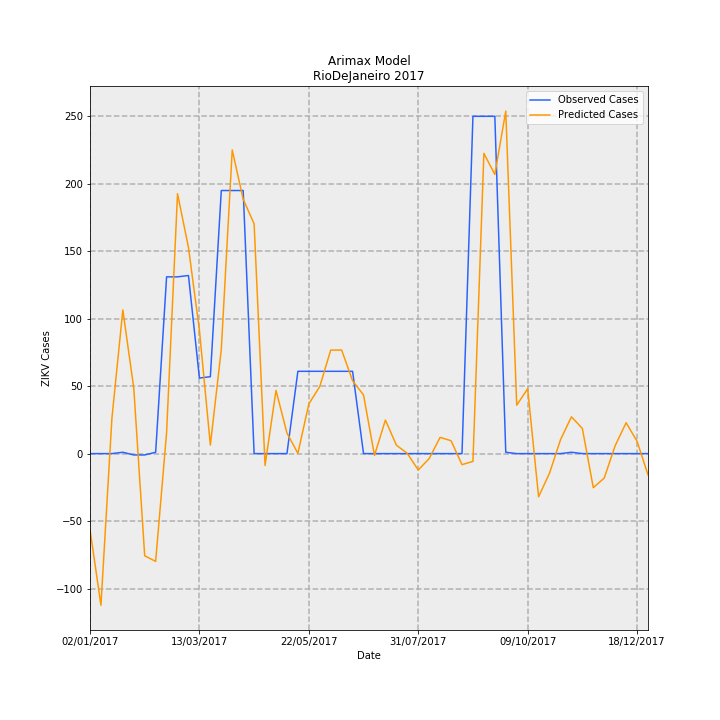 Arimax Model
RioDeJaneiro 2017
Observed Cases
Predicted Cases
ZIKV Cases
250
200
150
100
50
0
−50
−100
02/01/2017 13/03/2017 22/05/2017 31/07/2017 09/10/2017 18/12/2017
Date